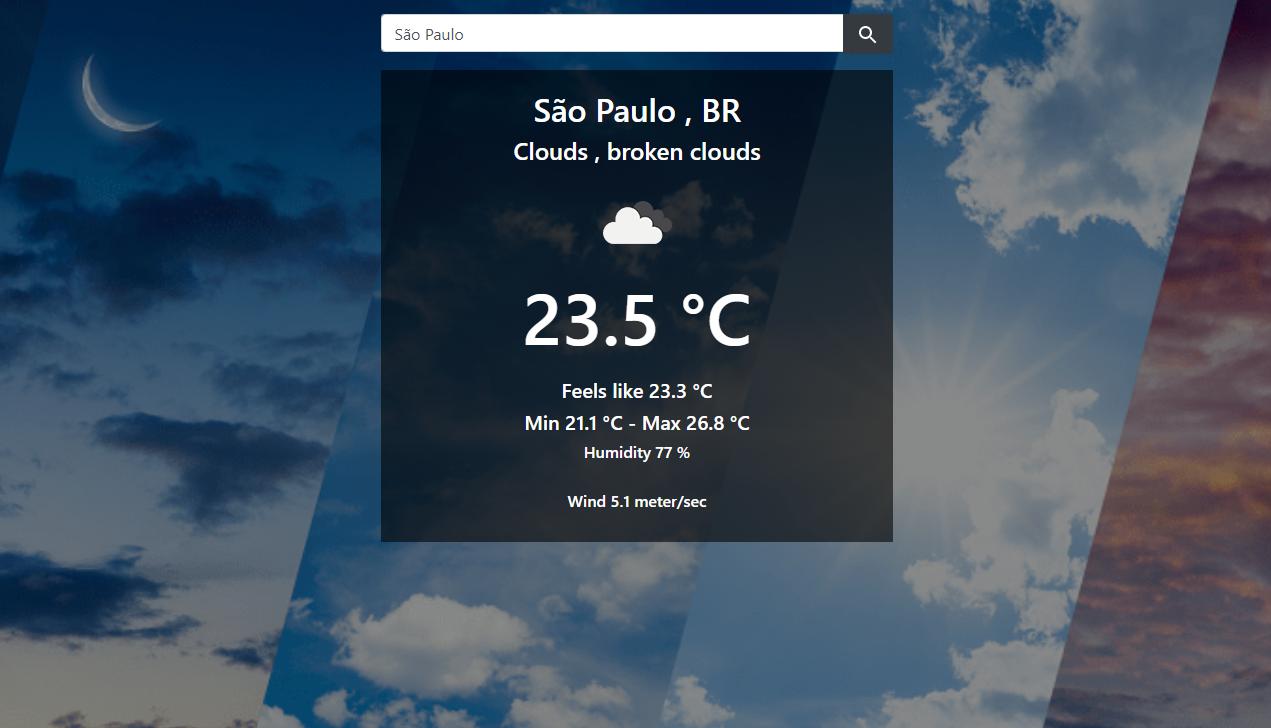 São Paulo
São Paulo , BR
Clouds , broken clouds
23.5 °C
Feels like 23.3 °C
Min 21.1 °C - Max 26.8 °C
Humidity 77 %
Wind 5.1 meter/sec